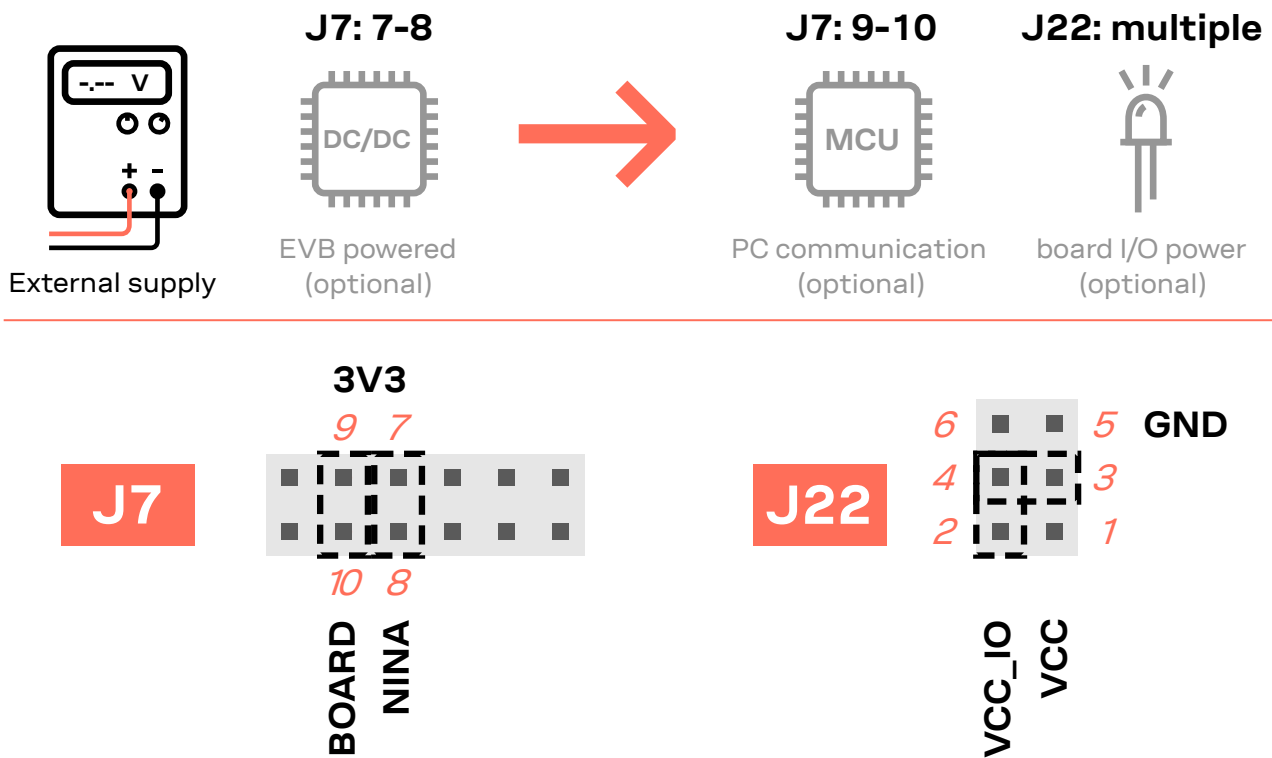 J7: 7-8
J7: 9-10
J22: multiple
-.-- V
+ -
DC/DC
MCU
External supply
EVB powered
(optional)
PC communication
(optional)
board I/O power
(optional)
3V3
9 7
J7
10 8
BOARD
NINA
J22
6 5 GND
4 3
2 1
VCC_IO
VCC